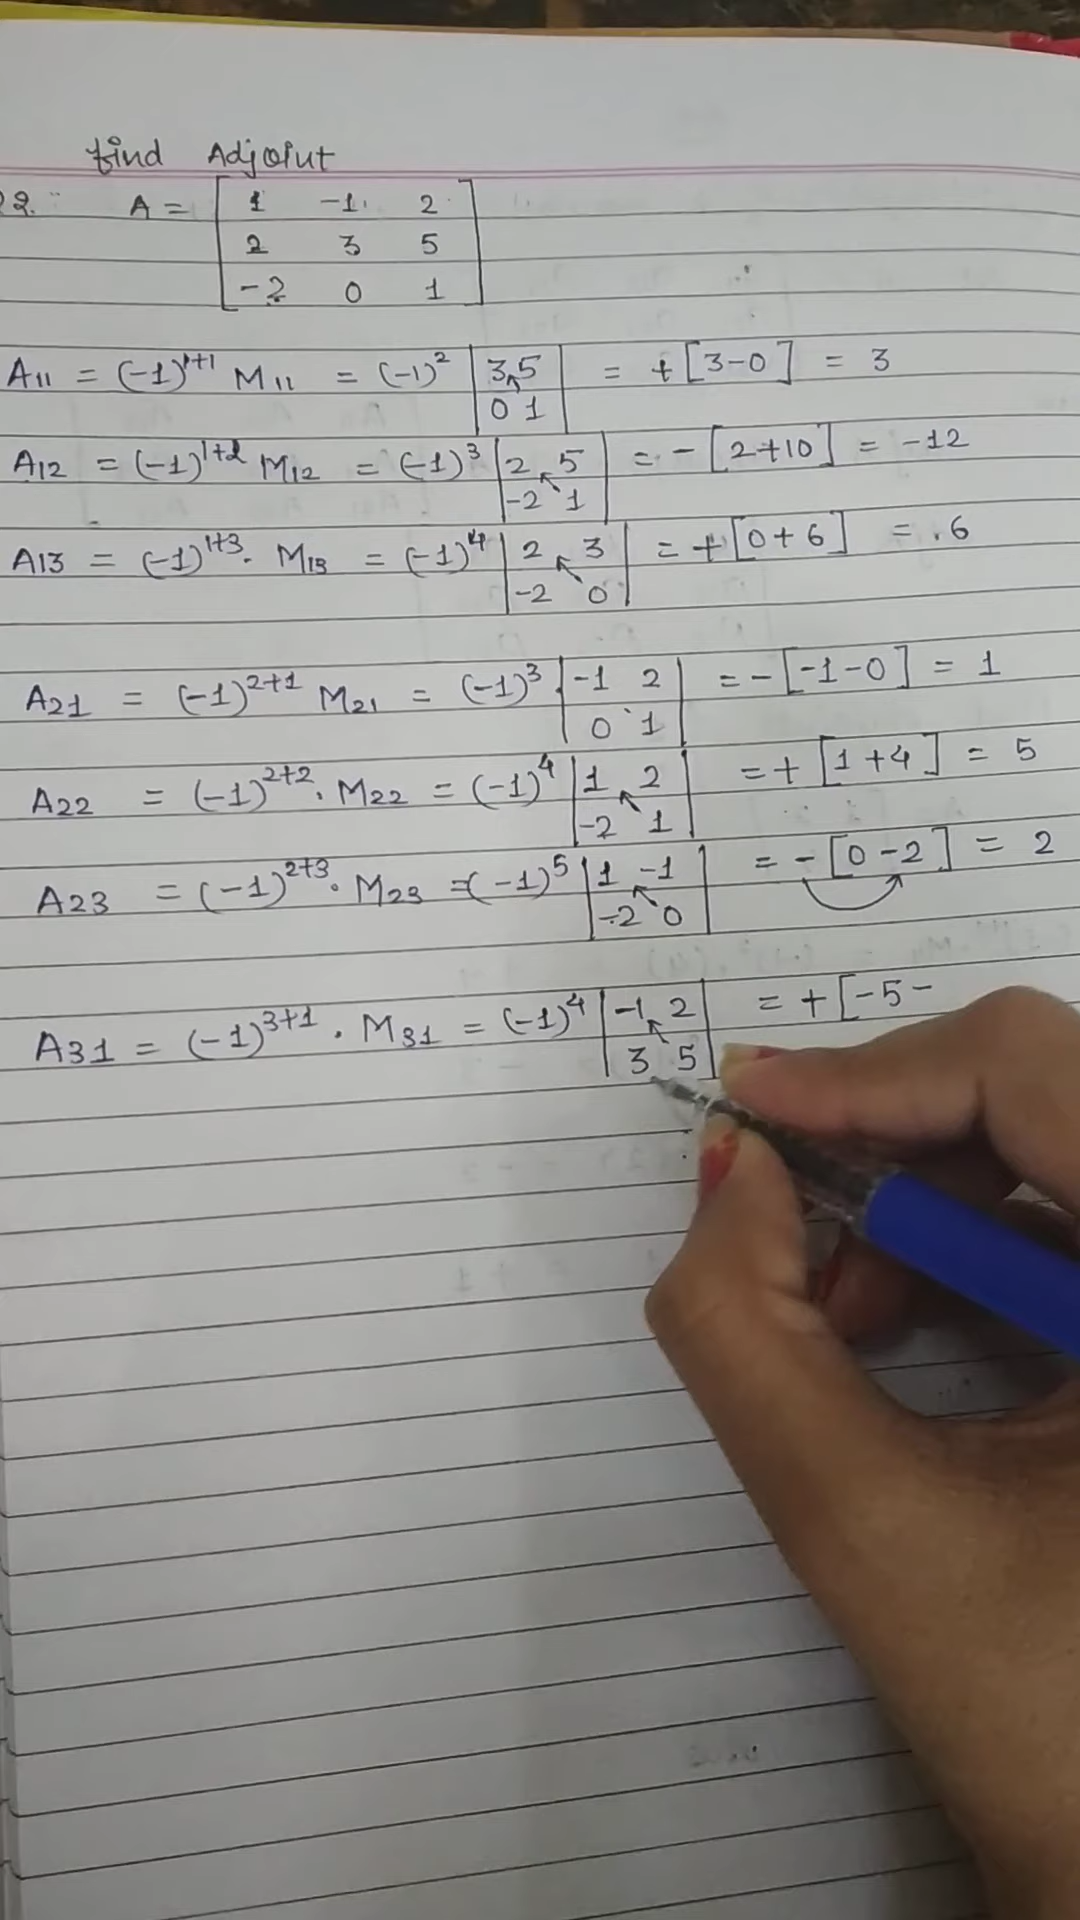 find Adjoint
22. A = [ 1 -1 2
2 3 5
-2 0 1 ]
A11 = (-1)^1+1 M11 = (-1)^2 | 3 5 | = + [3-0] = 3
0 1
A12 = (-1)^1+2 M12 = (-1)^3 | 2 5 | = - [2+10] = -12
-2 1
A13 = (-1)^1+3 . M13 = (-1)^4 | 2 3 | = + [0+6] = 6
-2 0
A21 = (-1)^2+1 M21 = (-1)^3 | -1 2 | = - [-1-0] = 1
0 1
A22 = (-1)^2+2 . M22 = (-1)^4 | 1 2 | = + [1+4] = 5
-2 1
A23 = (-1)^2+3 . M23 = (-1)^5 | 1 -1 | = - [0-2] = 2
-2 0
A31 = (-1)^3+1 . M31 = (-1)^4 | -1 2 | = + [-5-
3 5